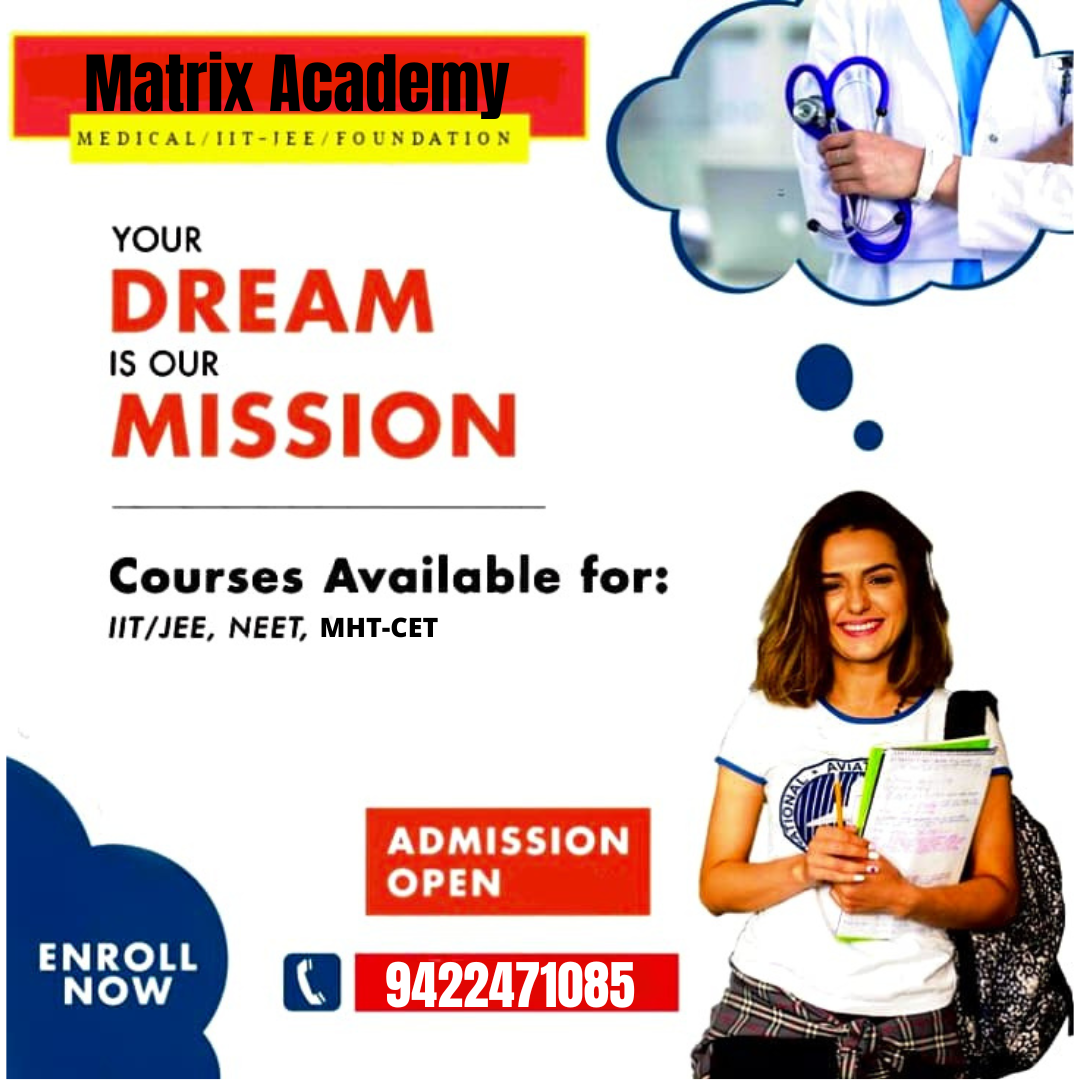 Matrix Academy
MEDICAL/IIT-JEE/FOUNDATION
YOUR
DREAM
IS OUR
MISSION
Courses Available for:
IIT/JEE, NEET, MHT-CET
ADMISSION
OPEN
ENROLL
NOW
9422471085